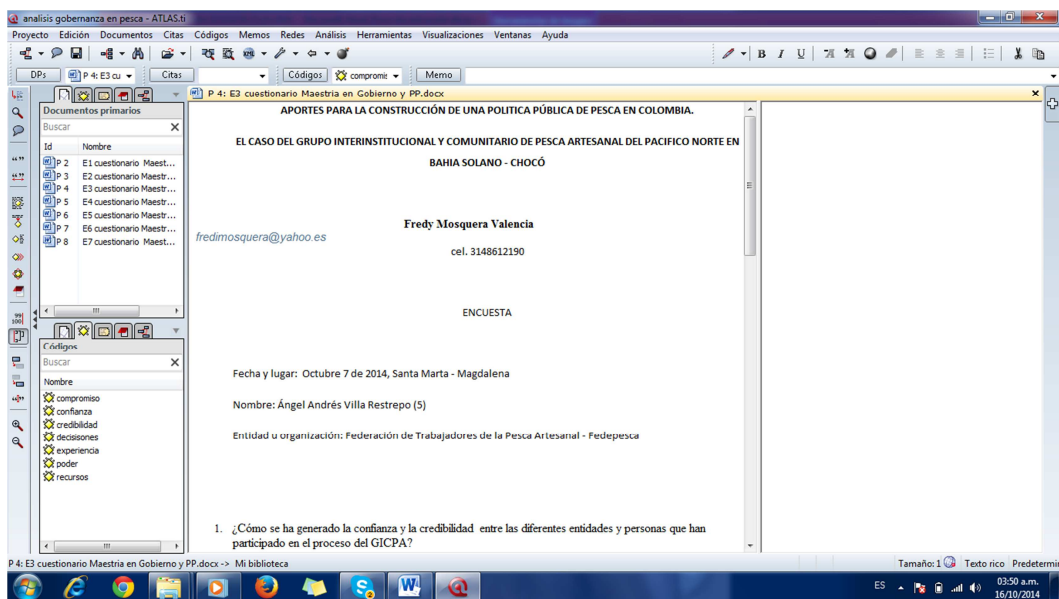 analisis gobernanza en pesca - ATLAS.ti
Proyecto Edición Documentos Citas Códigos Memos Redes Análisis Herramientas Visualizaciones Ventanas Ayuda
B I U
DPs P 4: E3 cu Citas Códigos compromis Memo
P 4: E3 cuestionario Maestria en Gobierno y PP.docx
Documentos primarios
Buscar
Id Nombre
P 2 E1 cuestionario Maest...
P 3 E2 cuestionario Maestr...
P 4 E3 cuestionario Maestr...
P 5 E4 cuestionario Maestr...
P 6 E5 cuestionario Maestr...
P 7 E6 cuestionario Maestr...
P 8 E7 cuestionario Maest...
Códigos
Buscar
Nombre
compromiso
confianza
credibilidad
decisiones
experiencia
poder
recursos
APORTES PARA LA CONSTRUCCIÓN DE UNA POLITICA PÚBLICA DE PESCA EN COLOMBIA.
EL CASO DEL GRUPO INTERINSTITUCIONAL Y COMUNITARIO DE PESCA ARTESANAL DEL PACIFICO NORTE EN
BAHIA SOLANO - CHOCÓ
Fredy Mosquera Valencia
fredimosquera@yahoo.es
cel. 3148612190
ENCUESTA
Fecha y lugar: Octubre 7 de 2014, Santa Marta - Magdalena
Nombre: Ángel Andrés Villa Restrepo (5)
Entidad u organización: Federación de Trabajadores de la Pesca Artesanal - Fedepesca
1. ¿Cómo se ha generado la confianza y la credibilidad entre las diferentes entidades y personas que han
participado en el proceso del GICPA?
P 4: E3 cuestionario Maestria en Gobierno y PP.docx -> Mi biblioteca
Tamaño: 1 Texto rico Predetermi
ES 03:50 a.m.
16/10/2014